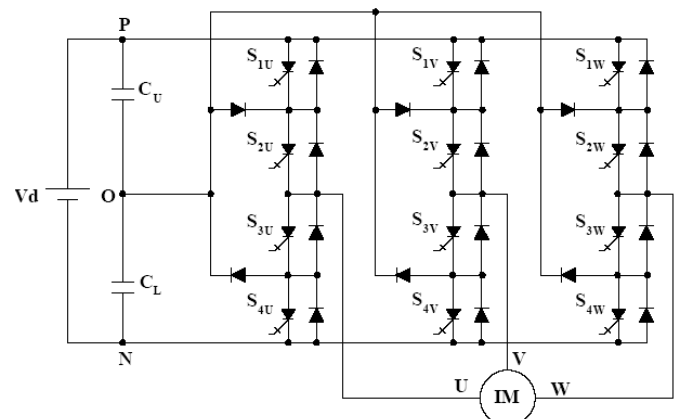 P
S1U S1V S1W
CU
S2U S2V S2W
Vd O
S3U S3V S3W
CL
S4U S4V S4W
N
V
U IM W